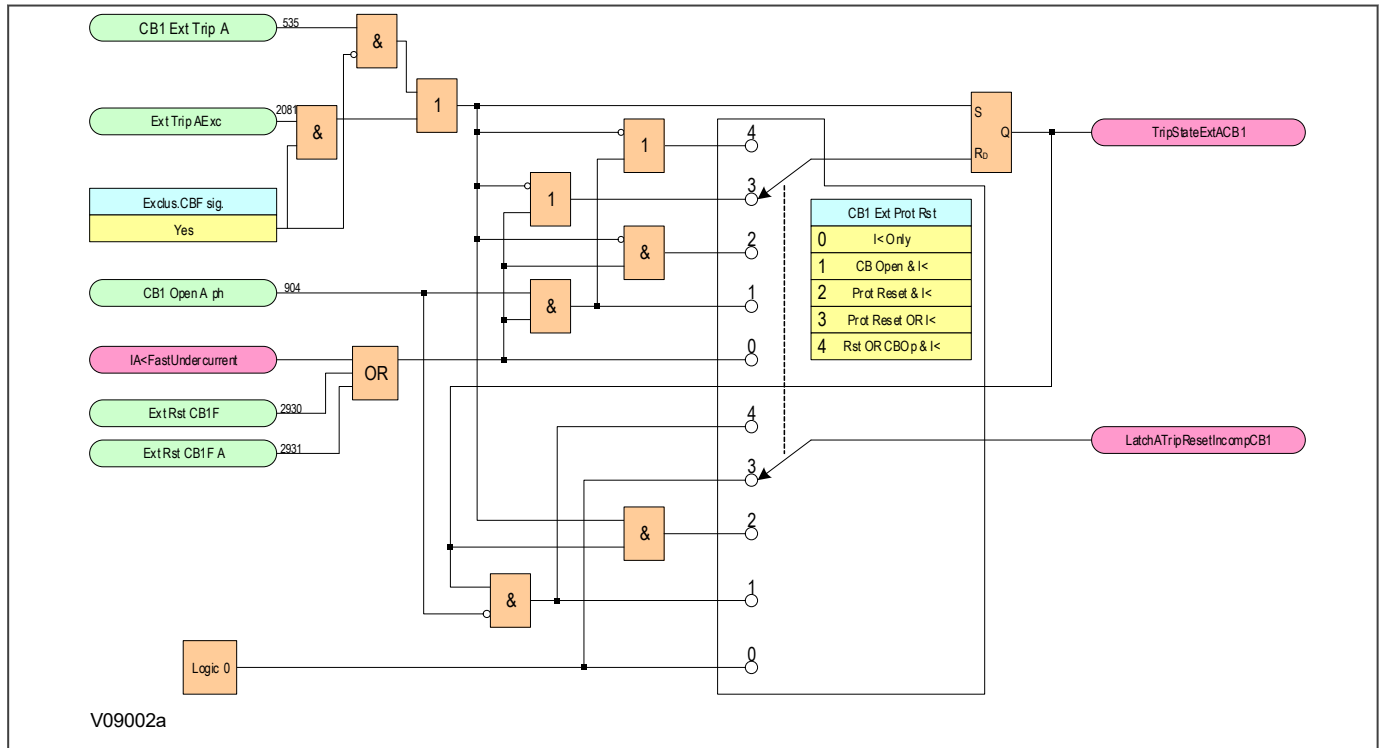 CB1 Ext Trip A
535
&
Ext Trip AExc
2081
&
1
S
Q
RD
TripStateExtACB1
Exclus.CBF sig.
Yes
1
4
1
3
&
2
CB1 Open A ph
904
&
1
IA<FastUndercurrent
OR
0
Ext Rst CB1F
2930
Ext Rst CB1F A
2931
CB1 Ext Prot Rst
0 I< Only
1 CB Open & I<
2 Prot Reset & I<
3 Prot Reset OR I<
4 Rst OR CBOp & I<
4
3
LatchATripResetIncompCB1
&
2
&
1
Logic 0
0
V09002a